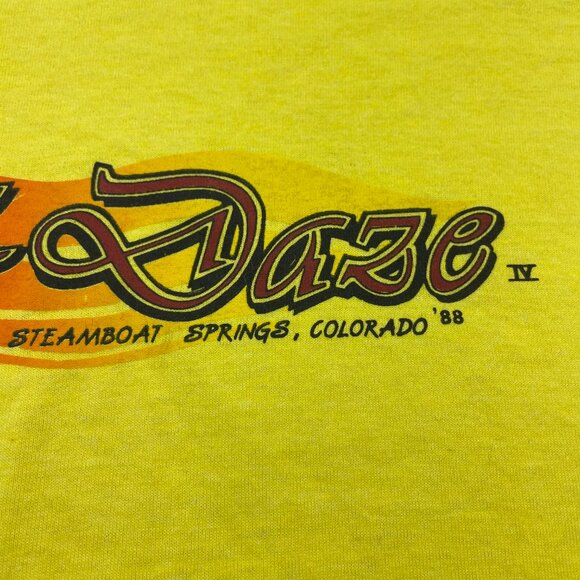 Daze IV
STEAMBOAT SPRINGS, COLORADO '88